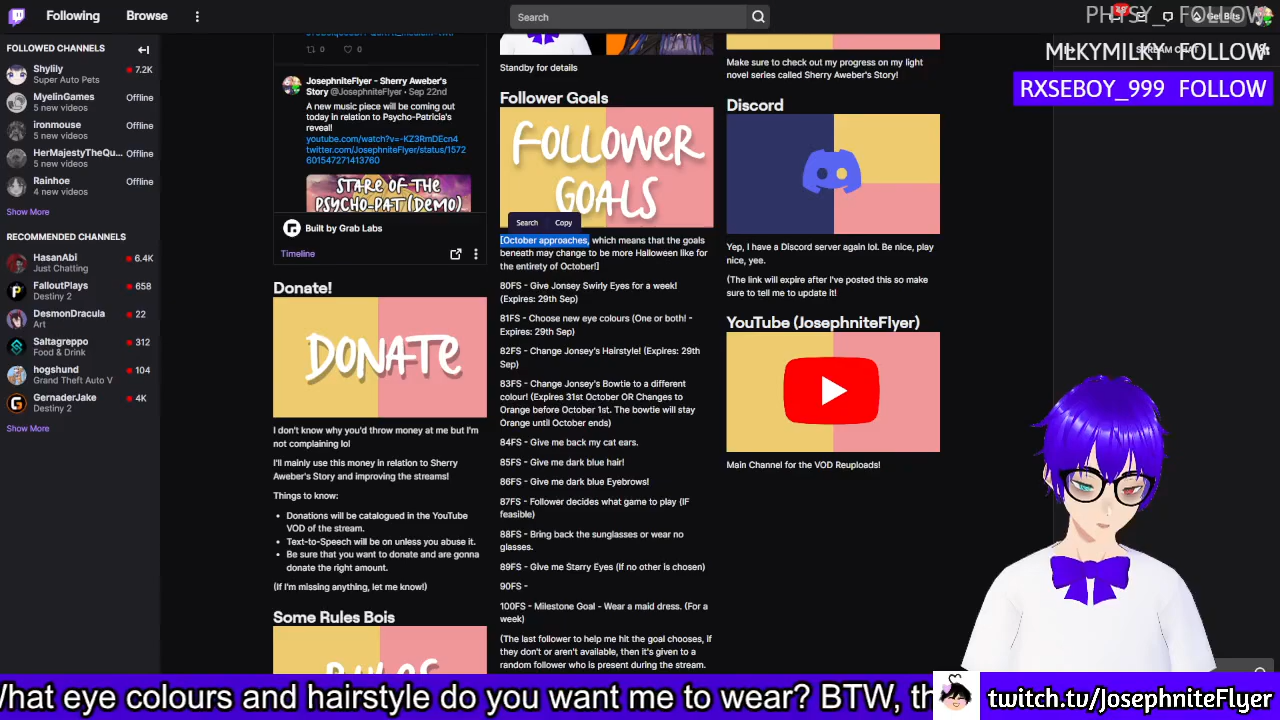 Following
Browse
Search
Get Bits
PHTSY_ FOLLOW
MLKYMILKY FOLLOW
STREAM CHAT
RXSEBOY_999 FOLLOW
FOLLOWED CHANNELS
Shylily
Super Auto Pets
7.2K
MyelinGames
5 new videos
Offline
ironmouse
5 new videos
Offline
HerMajestyTheQu...
5 new videos
Offline
Rainhoe
4 new videos
Offline
Show More
RECOMMENDED CHANNELS
HasanAbi
Just Chatting
6.4K
FalloutPlays
Destiny 2
658
DesmonDracula
Art
22
Saltagreppo
Food & Drink
312
hogshund
Grand Theft Auto V
104
GernaderJake
Destiny 2
4K
Show More
0
0
JosephniteFlyer - Sherry Aweber's
Story @JosephniteFlyer • Sep 22nd
A new music piece will be coming out
today in relation to Psycho-Patricia's
reveal!
youtube.com/watch?v=-KZ3RmDEcn4
twitter.com/JosephniteFlyer/status/1572
601547271413760
STARE OF THE
PSYCHO-PAT(DEMO)
Built by Grab Labs
Timeline
Donate!
DONATE
I don't know why you'd throw money at me but I'm
not complaining lol
I'll mainly use this money in relation to Sherry
Aweber's Story and improving the streams!
Things to know:
• Donations will be catalogued in the YouTube
VOD of the stream.
• Text-to-Speech will be on unless you abuse it.
• Be sure that you want to donate and are gonna
donate the right amount.
(If I'm missing anything, let me know!)
Some Rules Bois
RULES
Standby for details
Follower Goals
FOLLOWER
GOALS
Search
Copy
[October approaches, which means that the goals
beneath may change to be more Halloween like for
the entirety of October!]
80FS - Give Jonsey Swirly Eyes for a week!
(Expires: 29th Sep)
81FS - Choose new eye colours (One or both! -
Expires: 29th Sep)
82FS - Change Jonsey's Hairstyle! (Expires: 29th
Sep)
83FS - Change Jonsey's Bowtie to a different
colour! (Expires 31st October OR Changes to
Orange before October 1st. The bowtie will stay
Orange until October ends)
84FS - Give me back my cat ears.
85FS - Give me dark blue hair!
86FS - Give me dark blue Eyebrows!
87FS - Follower decides what game to play (IF
feasible)
88FS - Bring back the sunglasses or wear no
glasses.
89FS - Give me Starry Eyes (If no other is chosen)
90FS -
100FS - Milestone Goal - Wear a maid dress. (For a
week)
(The last follower to help me hit the goal chooses, If
they don't or aren't available, then it's given to a
random follower who is present during the stream.
Make sure to check out my progress on my light
novel series called Sherry Aweber's Story!
Discord
Yep, I have a Discord server again lol. Be nice, play
nice, yee.
(The link will expire after I've posted this so make
sure to tell me to update it!
YouTube (JosephniteFlyer)
Main Channel for the VOD Reuploads!
What eye colours and hairstyle do you want me to wear? BTW, th
twitch.tv/JosephniteFlyer